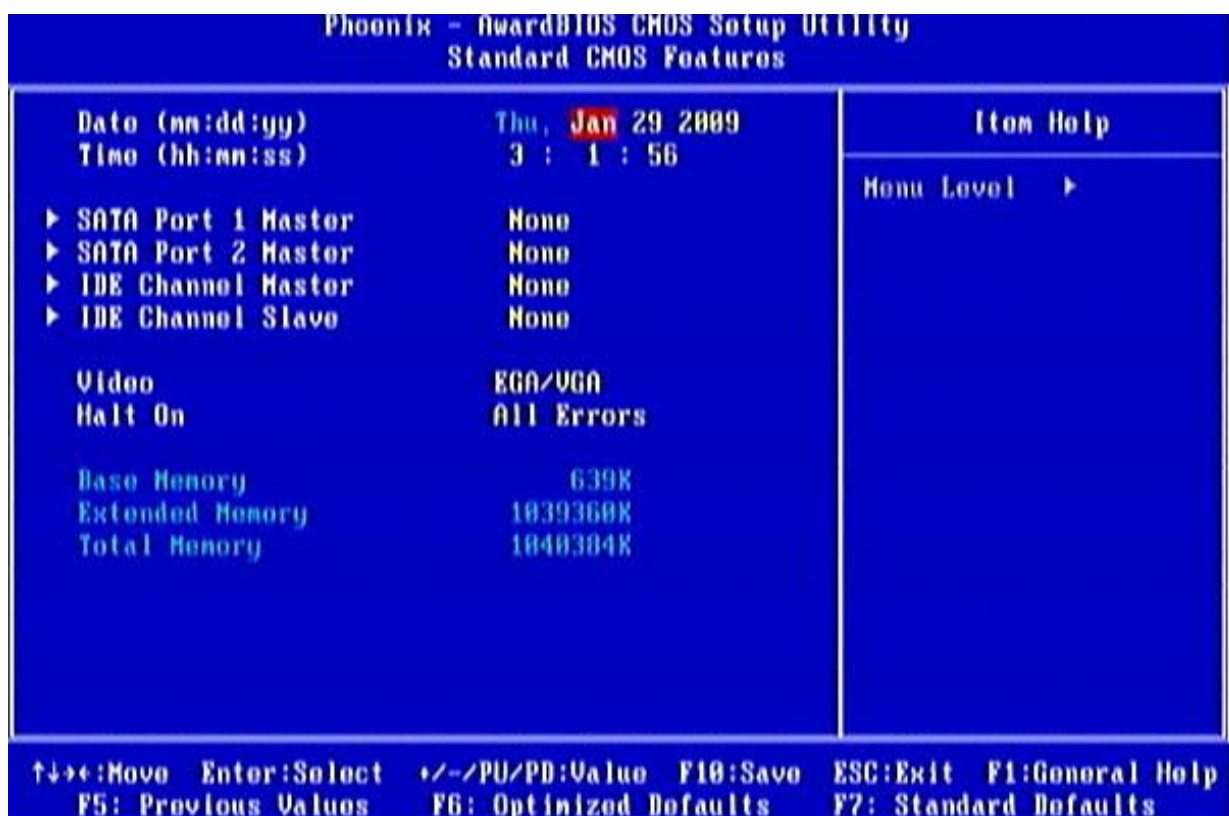 Phoenix - AwardBIOS CMOS Setup Utility
Standard CMOS Features
Date (mm:dd:yy) Thu, Jan 29 2009
Time (hh:mm:ss) 3 : 1 : 56
► SATA Port 1 Master None
► SATA Port 2 Master None
► IDE Channel Master None
► IDE Channel Slave None
Video EGA/VGA
Halt On All Errors
Base Memory 639K
Extended Memory 1039360K
Total Memory 1040384K
Item Help
Menu Level ►
↑↓→←:Move Enter:Select +/-/PU/PD:Value F10:Save ESC:Exit F1:General Help
F5: Previous Values F6: Optimized Defaults F7: Standard Defaults